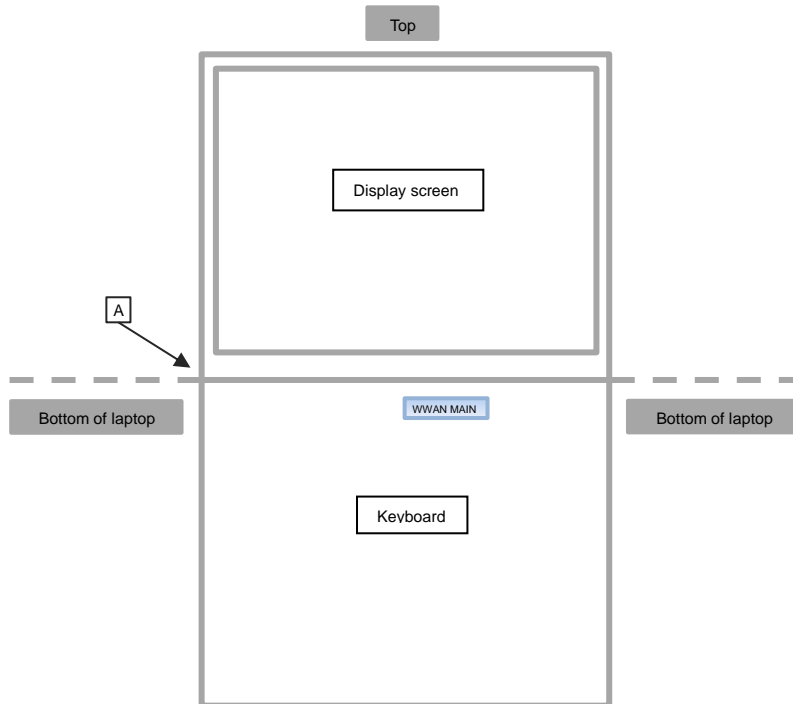 Top
Display screen
A
WWAN MAIN
Bottom of laptop
Bottom of laptop
Keyboard